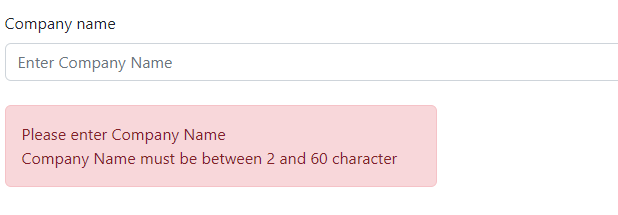 Company name
Enter Company Name
Please enter Company Name
Company Name must be between 2 and 60 character